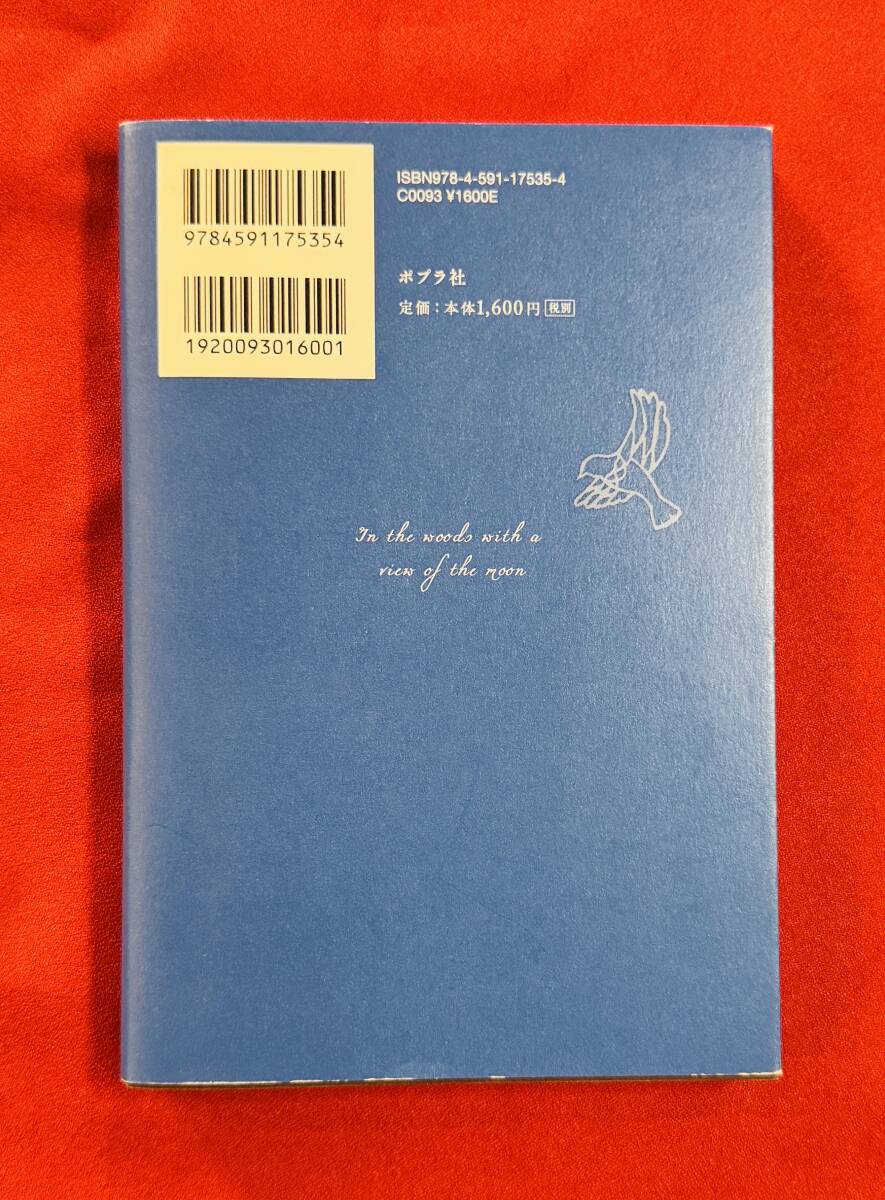 9784591175354
1920093016001
ISBN978-4-591-17535-4
C0093 ¥1600E
ポプラ社
定価：本体1,600円 税別
In the woods with a
view of the moon